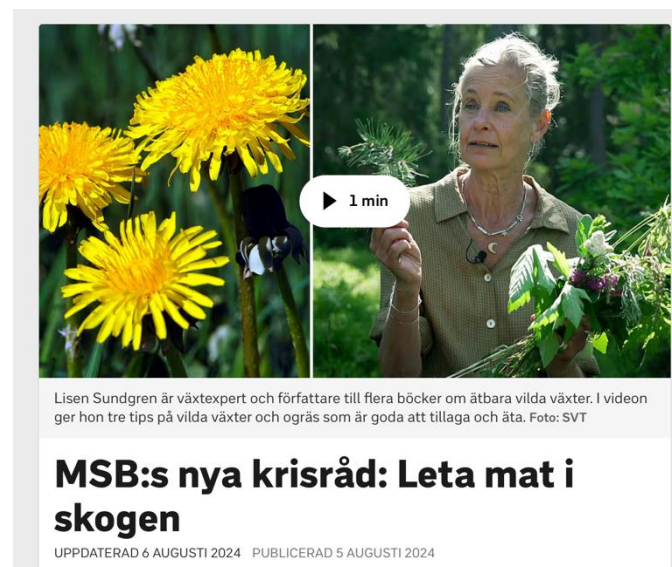 1 min
Lisen Sundgren är växtexpert och författare till flera böcker om ätbara vilda växter. I videon
ger hon tre tips på vilda växter och ogräs som är goda att tillaga och äta. Foto: SVT
MSB:s nya krisråd: Leta mat i
skogen
UPPDATERAD 6 AUGUSTI 2024 PUBLICERAD 5 AUGUSTI 2024